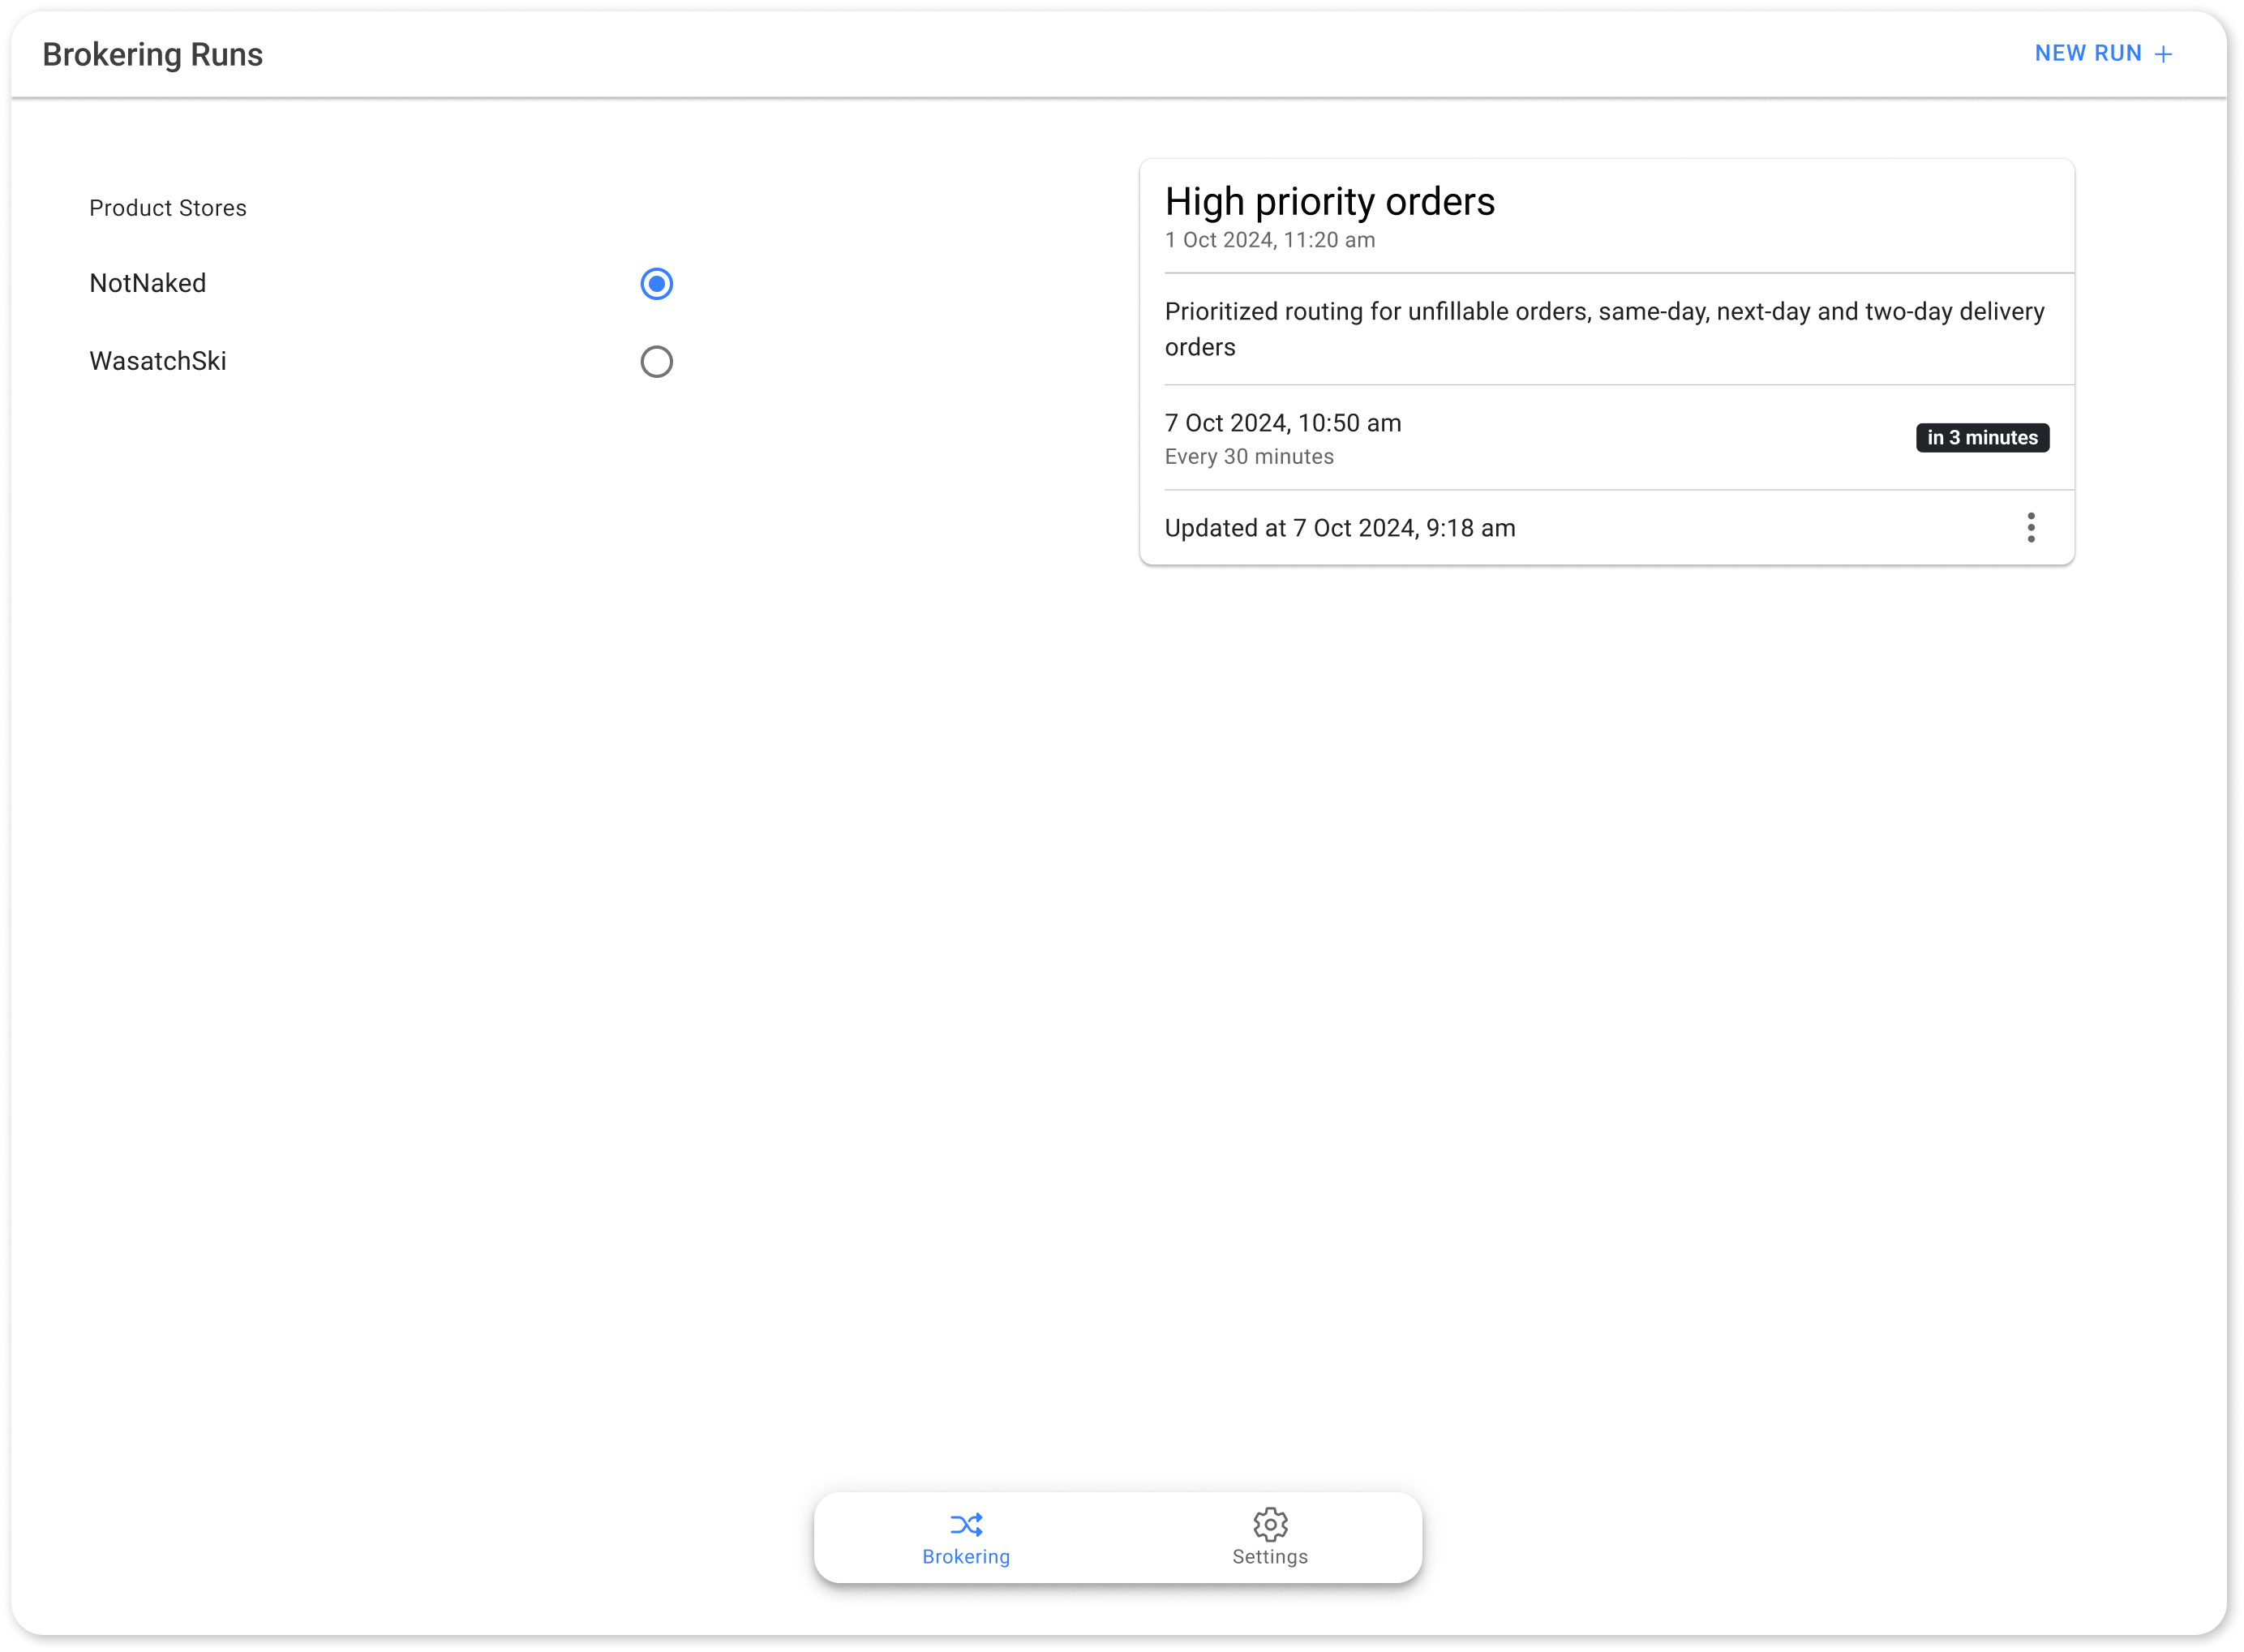 Brokering Runs
NEW RUN
Product Stores
NotNaked
WasatchSki
High priority orders
1 Oct 2024, 11:20 am
Prioritized routing for unfillable orders, same-day, next-day and two-day delivery
orders
7 Oct 2024, 10:50 am
Every 30 minutes
in 3 minutes
Updated at 7 Oct 2024, 9:18 am
Brokering
Settings